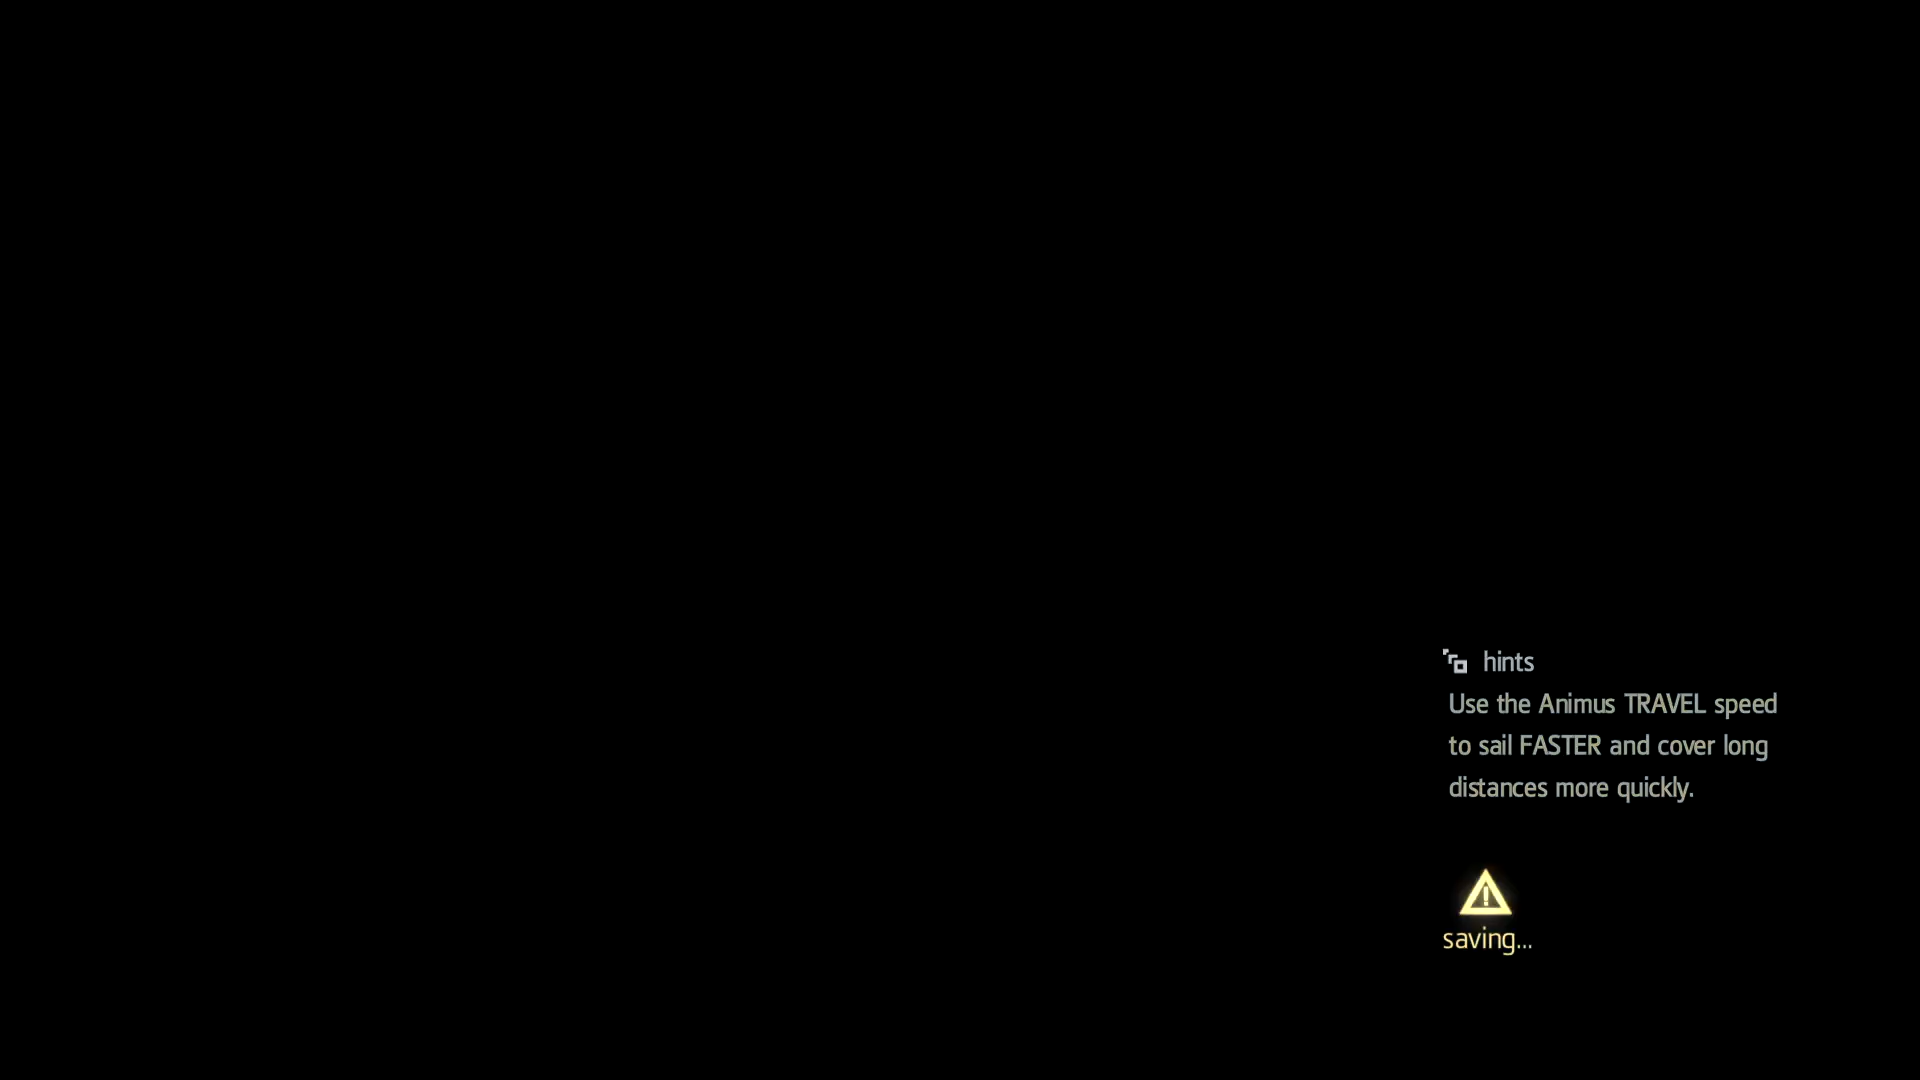 hints
Use the Animus TRAVEL speed
to sail FASTER and cover long
distances more quickly.
saving...